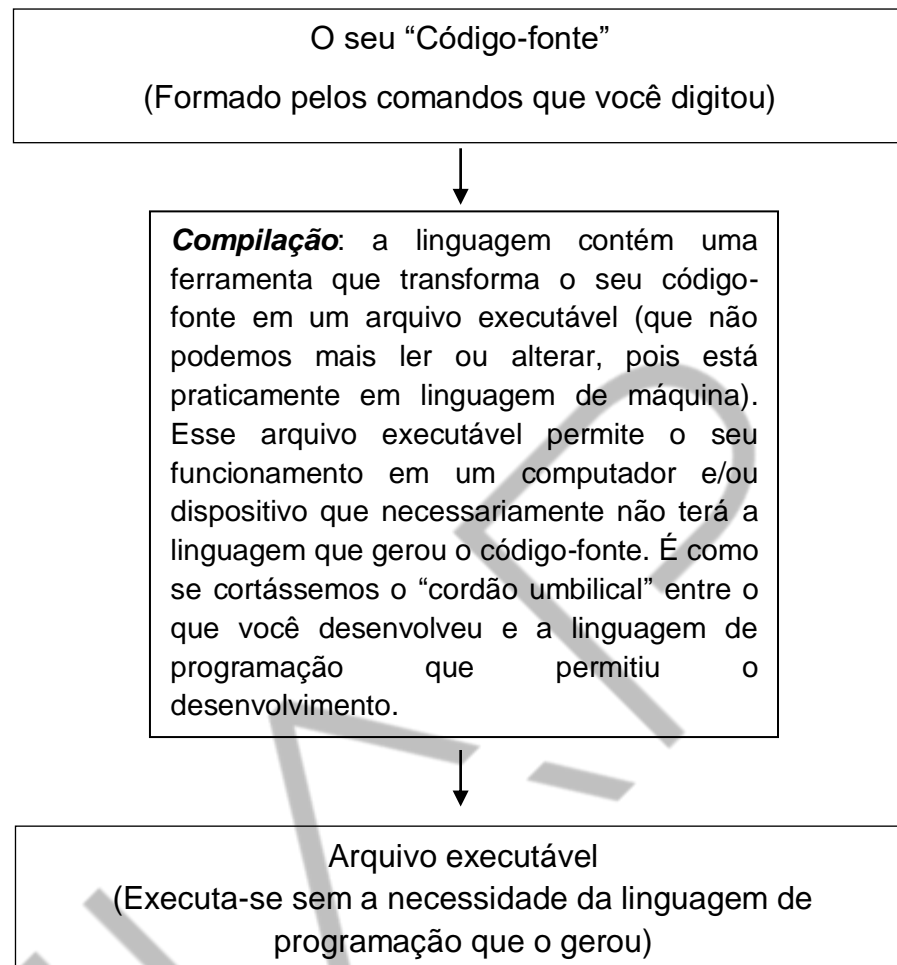 O seu “Código-fonte”
(Formado pelos comandos que você digitou)
Compilação: a linguagem contém uma
ferramenta que transforma o seu código-
fonte em um arquivo executável (que não
podemos mais ler ou alterar, pois está
praticamente em linguagem de máquina).
Esse arquivo executável permite o seu
funcionamento em um computador e/ou
dispositivo que necessariamente não terá a
linguagem que gerou o código-fonte. É como
se cortássemos o “cordão umbilical” entre o
que você desenvolveu e a linguagem de
programação que permitiu o
desenvolvimento.
Arquivo executável
(Executa-se sem a necessidade da linguagem de
programação que o gerou)